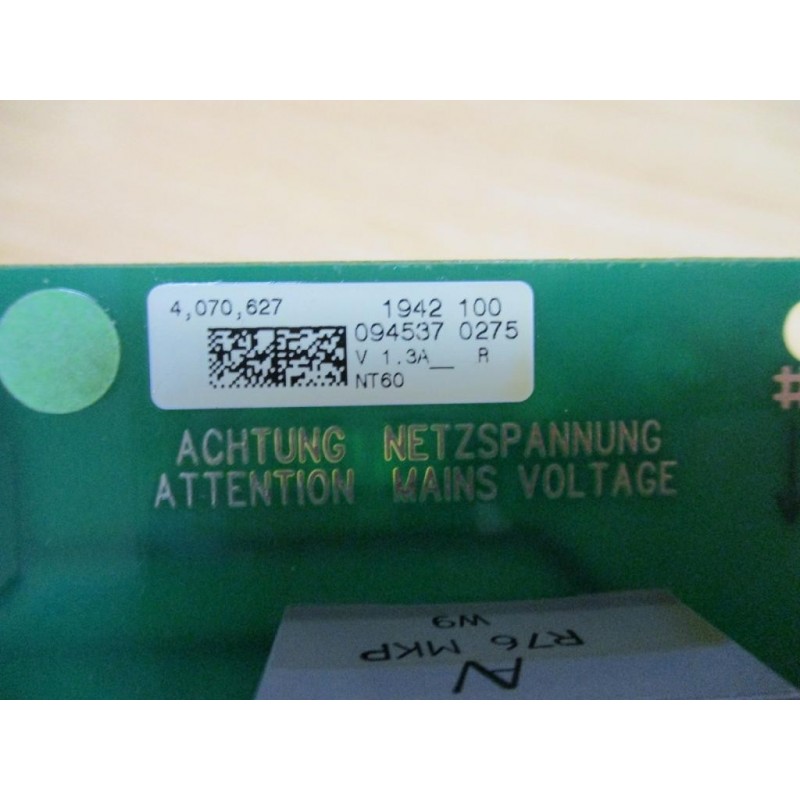 4,070,627
1942 100
094537 0275
V 1.3A__ R
NT60
ACHTUNG NETZSPANNUNG
ATTENTION MAINS VOLTAGE
#
W9
R76 MKP